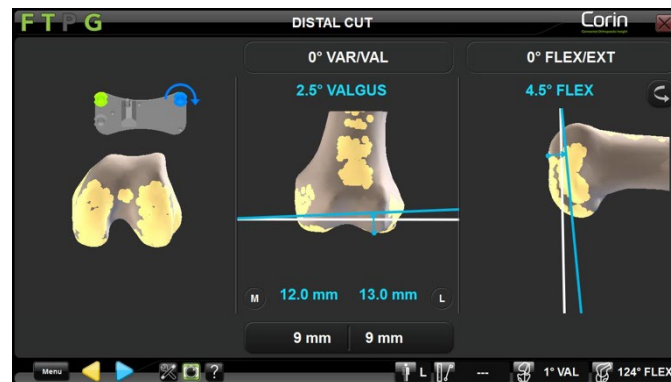 FTPG
DISTAL CUT
Corin
0° VAR/VAL
0° FLEX/EXT
2.5° VALGUS
4.5° FLEX
M 12.0 mm 13.0 mm L
9 mm 9 mm
Menu ? L --- 1° VAL 124° FLEX